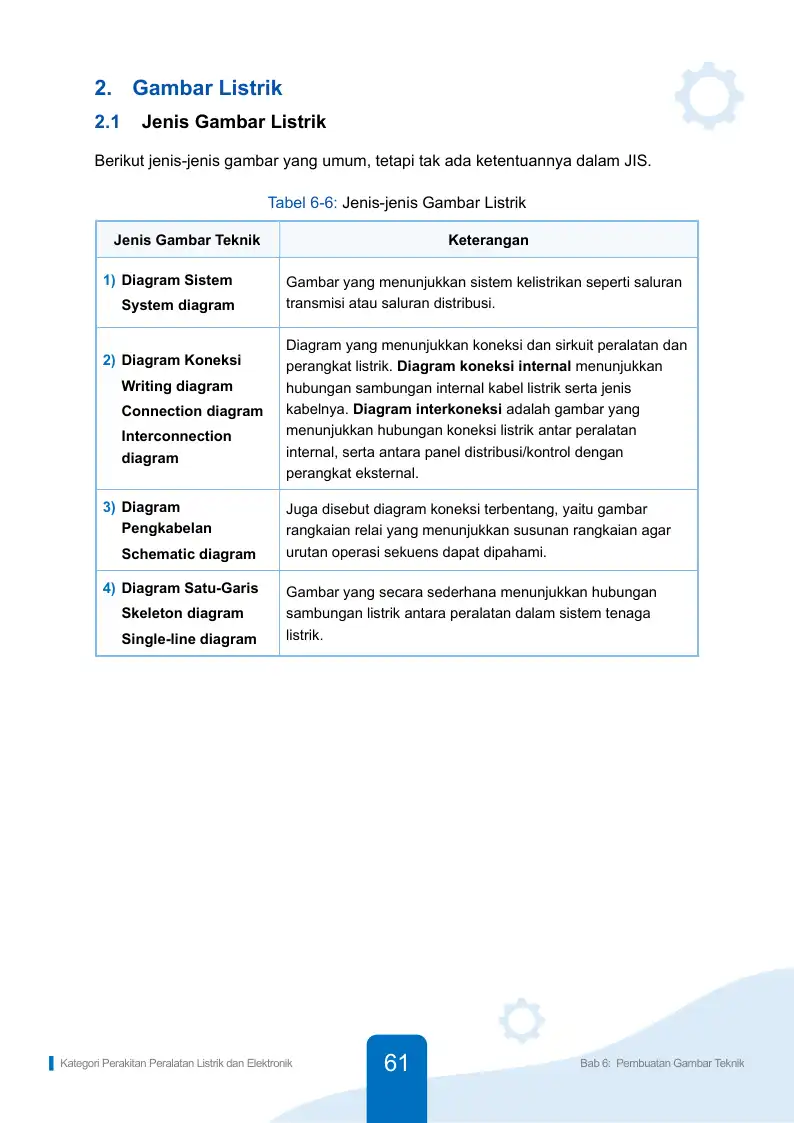 2. Gambar Listrik
2.1 Jenis Gambar Listrik
Berikut jenis-jenis gambar yang umum, tetapi tak ada ketentuannya dalam JIS.
Tabel 6-6: Jenis-jenis Gambar Listrik
Jenis Gambar Teknik
Keterangan
1) Diagram Sistem
System diagram
Gambar yang menunjukkan sistem kelistrikan seperti saluran
transmisi atau saluran distribusi.
2) Diagram Koneksi
Writing diagram
Connection diagram
Interconnection
diagram
Diagram yang menunjukkan koneksi dan sirkuit peralatan dan
perangkat listrik. Diagram koneksi internal menunjukkan
hubungan sambungan internal kabel listrik serta jenis
kabelnya. Diagram interkoneksi adalah gambar yang
menunjukkan hubungan koneksi listrik antar peralatan
internal, serta antara panel distribusi/kontrol dengan
perangkat eksternal.
3) Diagram
Pengkabelan
Schematic diagram
Juga disebut diagram koneksi terbentang, yaitu gambar
rangkaian relai yang menunjukkan susunan rangkaian agar
urutan operasi sekuens dapat dipahami.
4) Diagram Satu-Garis
Skeleton diagram
Single-line diagram
Gambar yang secara sederhana menunjukkan hubungan
sambungan listrik antara peralatan dalam sistem tenaga
listrik.
Kategori Perakitan Peralatan Listrik dan Elektronik
61
Bab 6: Pembuatan Gambar Teknik